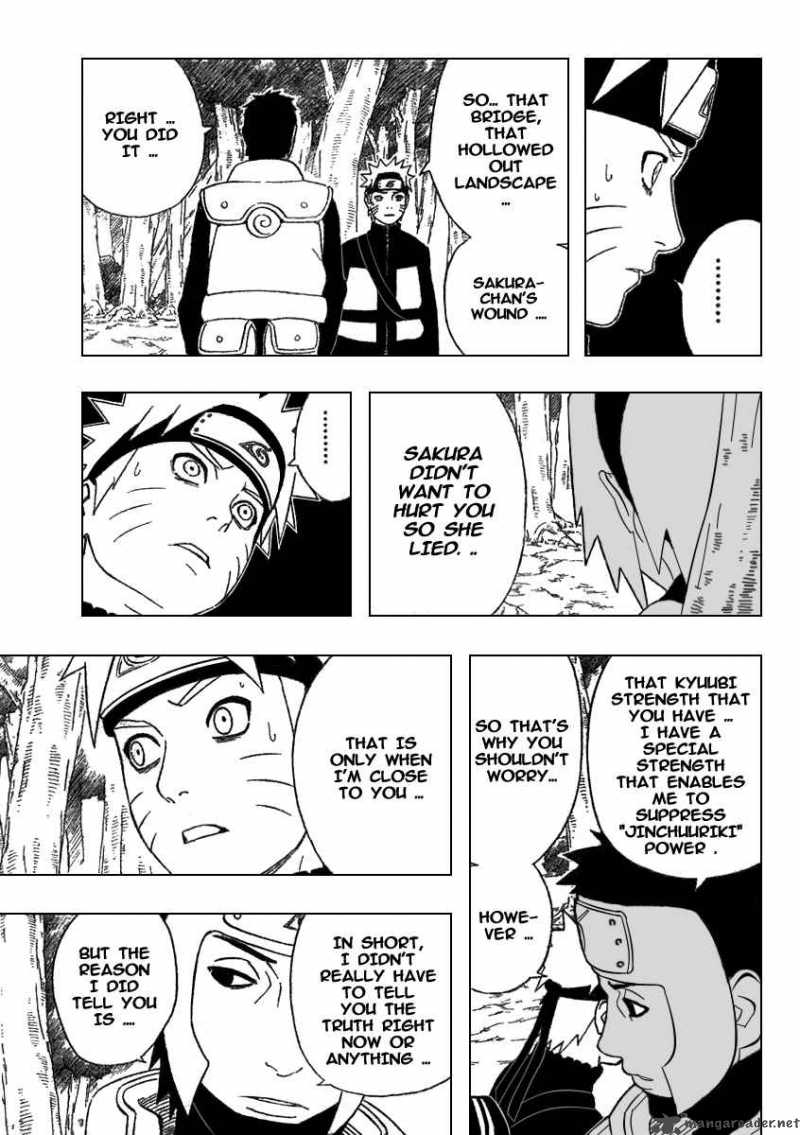 .........
SO... THAT
BRIDGE,
THAT
HOLLOWED
OUT
LANDSCAPE
...
SAKURA-
CHAN'S
WOUND ....
RIGHT ...
YOU DID
IT ...
SAKURA
DIDN'T
WANT TO
HURT YOU
SO SHE
LIED. ..
.........
THAT KYUUBI
STRENGTH THAT
YOU HAVE ...
I HAVE A
SPECIAL
STRENGTH
THAT ENABLES
ME TO
SUPPRESS
"JINCHUURIKI"
POWER .
SO THAT'S
WHY YOU
SHOULDN'T
WORRY...
HOWE-
VER ...
THAT IS
ONLY WHEN
I'M CLOSE
TO YOU ...
IN SHORT,
I DIDN'T
REALLY HAVE
TO TELL
YOU THE
TRUTH RIGHT
NOW OR
ANYTHING ...
BUT THE
REASON
I DID
TELL YOU
IS ....
mangareader.net